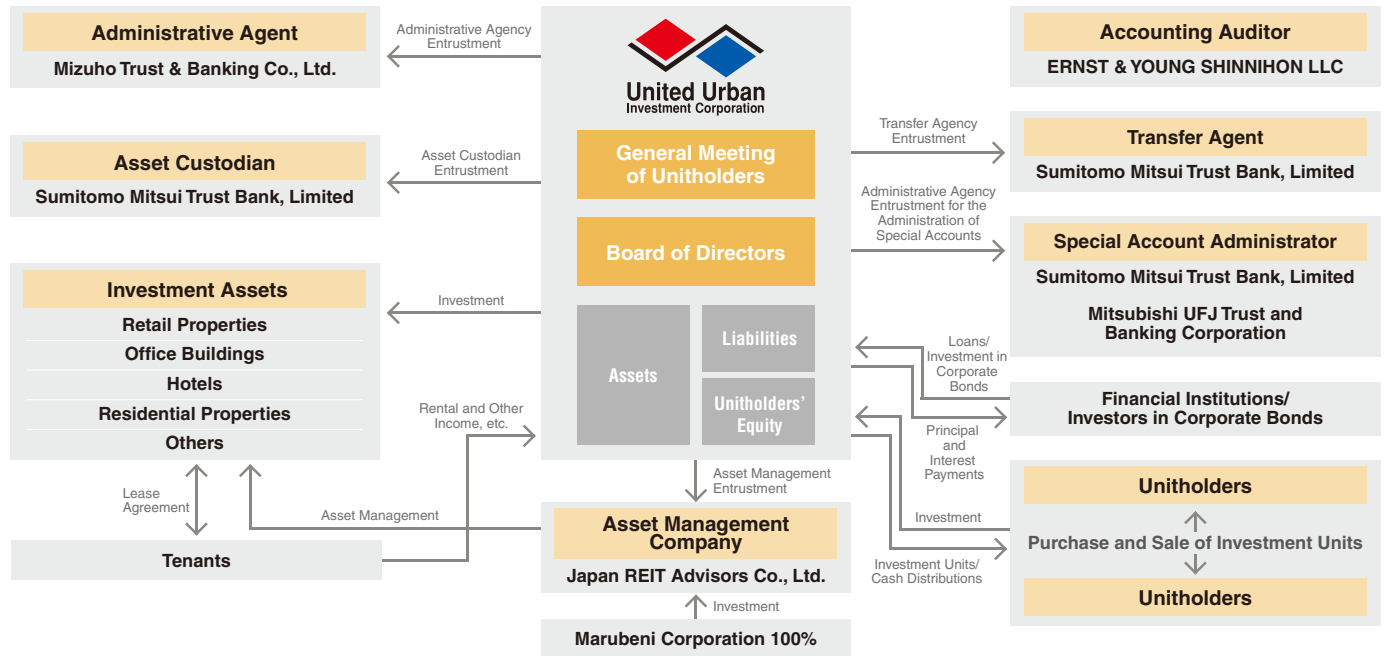 Administrative Agent
Mizuho Trust & Banking Co., Ltd.
Administrative Agency
Entrustment
Asset Custodian
Sumitomo Mitsui Trust Bank, Limited
Asset Custodian
Entrustment
Investment Assets
Retail Properties
Office Buildings
Hotels
Residential Properties
Others
Investment
Rental and Other
Income, etc.
Lease
Agreement
Asset Management
Tenants
United Urban
Investment Corporation
General Meeting
of Unitholders
Board of Directors
Assets
Liabilities
Unitholders'
Equity
Asset Management
Entrustment
Asset Management
Company
Japan REIT Advisors Co., Ltd.
Investment
Marubeni Corporation 100%
Accounting Auditor
ERNST & YOUNG SHINNIHON LLC
Transfer Agency
Entrustment
Transfer Agent
Sumitomo Mitsui Trust Bank, Limited
Administrative Agency
Entrustment for the
Administration of
Special Accounts
Special Account Administrator
Sumitomo Mitsui Trust Bank, Limited
Mitsubishi UFJ Trust and
Banking Corporation
Loans/
Investment in
Corporate
Bonds
Financial Institutions/
Investors in Corporate Bonds
Principal
and
Interest
Payments
Investment
Investment Units/
Cash Distributions
Unitholders
Purchase and Sale of Investment Units
Unitholders